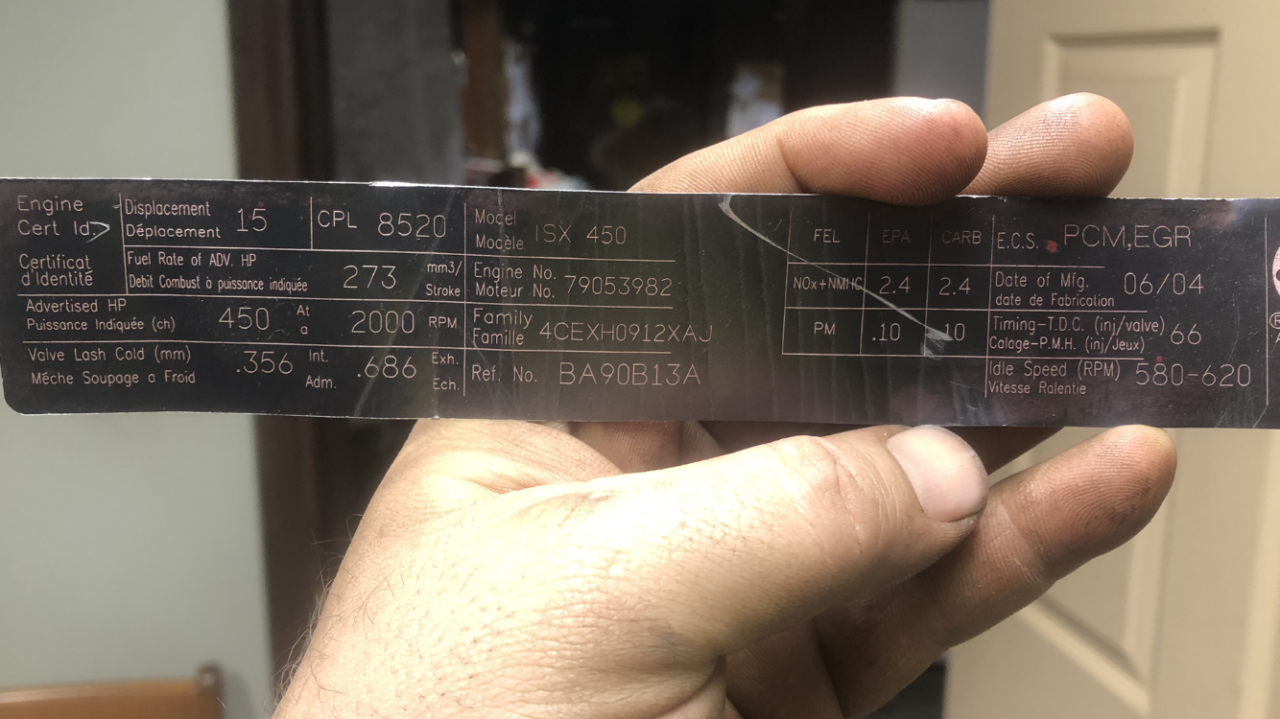 Engine
Cert Id
Certificat
d'Identité
Displacement
Déplacement 15
CPL 8520
Fuel Rate of ADV. HP
Debit Combust à puissance indiquée 273 mm3/
Stroke
Advertised HP
Puissance Indiquée (ch) 450 At
a 2000 RPM
Valve Lash Cold (mm)
Méche Soupage a Froid .356 Int.
Adm. .686 Exh.
Ech.
Model
Modèle ISX 450
Engine No.
Moteur No. 79053982
Family
Famille 4CEXH0912XAJ
Ref. No. BA90B13A
FEL EPA CARB
NOx+NMHC 2.4 2.4
PM .10 .10
E.C.S. PCM,EGR
Date of Mfg.
date de Fabrication 06/04
Timing-T.D.C. (inj/valve)
Calage-P.M.H. (inj/Jeux) 66
Idle Speed (RPM)
Vitesse Ralentie 580-620